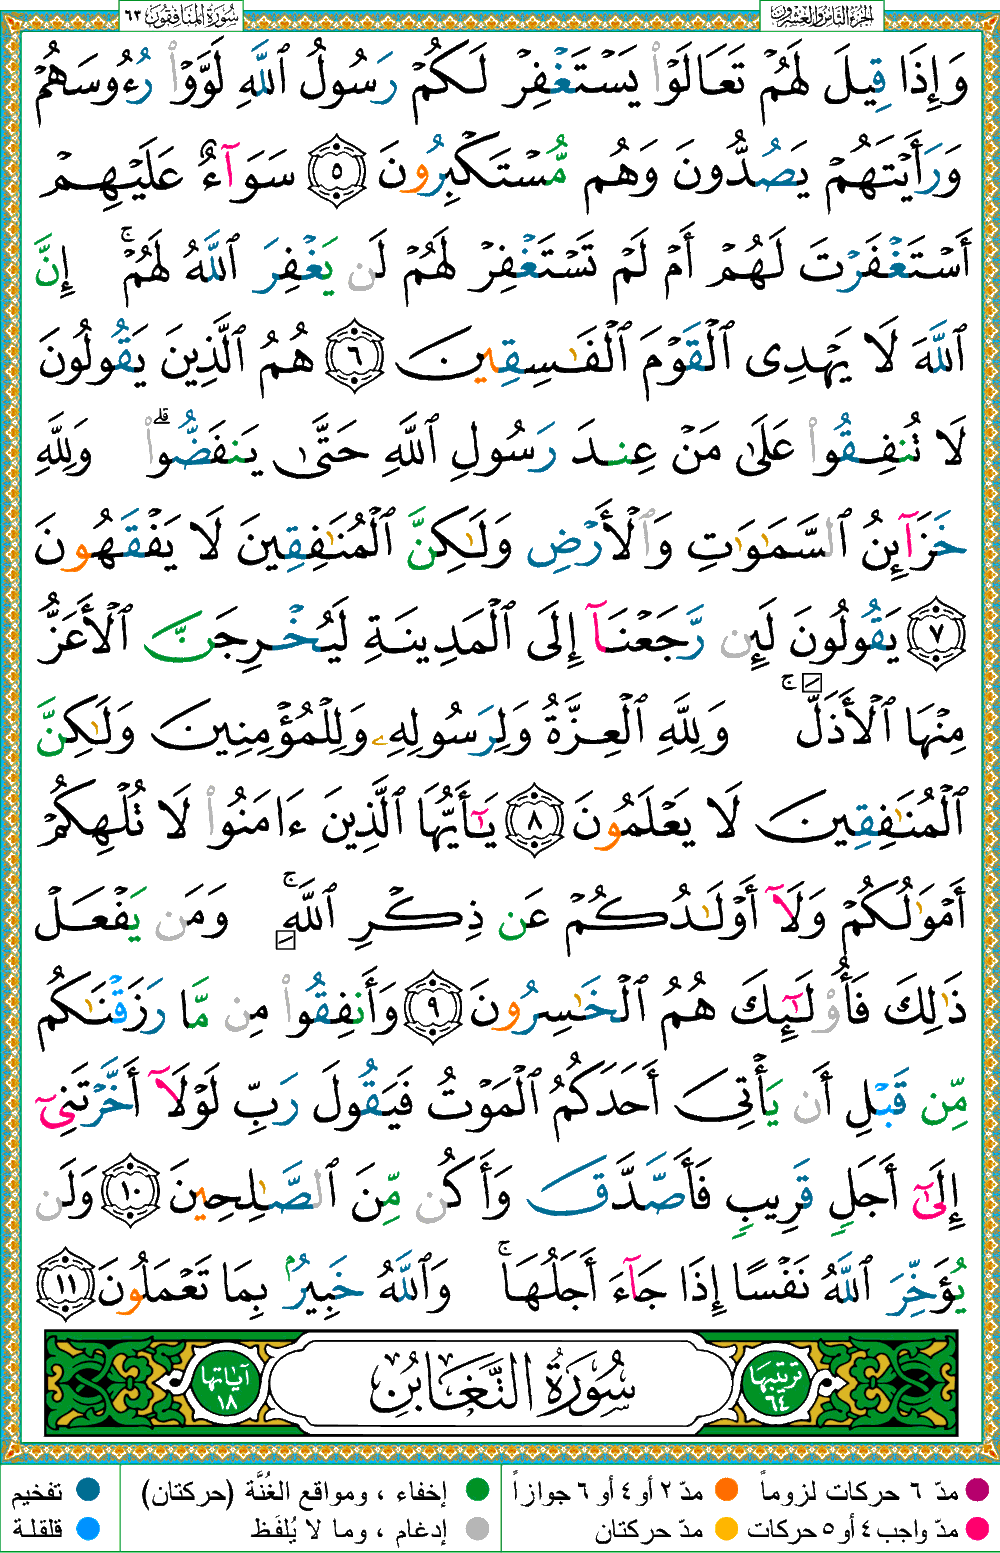 الجزء الثامن والعشرون
سورة المنافقون ٦٣
وَإِذَا قِيلَ لَهُمْ تَعَالَوْا۟ يَسْتَغْفِرْ لَكُمْ رَسُولُ ٱللَّهِ لَوَّوْا۟ رُءُوسَهُمْ
وَرَأَيْتَهُمْ يَصُدُّونَ وَهُم مُّسْتَكْبِرُونَ ٥ سَوَآءٌ عَلَيْهِمْ
أَسْتَغْفَرْتَ لَهُمْ أَمْ لَمْ تَسْتَغْفِرْ لَهُمْ لَن يَغْفِرَ ٱللَّهُ لَهُمْ ۚ إِنَّ
ٱللَّهَ لَا يَهْدِى ٱلْقَوْمَ ٱلْفَـٰسِقِينَ ٦ هُمُ ٱلَّذِينَ يَقُولُونَ
لَا تُنفِقُوا۟ عَلَىٰ مَنْ عِندَ رَسُولِ ٱللَّهِ حَتَّىٰ يَنفَضُّوا۟ ۗ وَلِلَّهِ
خَزَآئِنُ ٱلسَّمَـٰوَٰتِ وَٱلْأَرْضِ وَلَـٰكِنَّ ٱلْمُنَـٰفِقِينَ لَا يَفْقَهُونَ
٧ يَقُولُونَ لَئِن رَّجَعْنَآ إِلَى ٱلْمَدِينَةِ لَيُخْرِجَنَّ ٱلْأَعَزُّ
مِنْهَا ٱلْأَذَلَّ ۚ وَلِلَّهِ ٱلْعِزَّةُ وَلِرَسُولِهِۦ وَلِلْمُؤْمِنِينَ وَلَـٰكِنَّ
ٱلْمُنَـٰفِقِينَ لَا يَعْلَمُونَ ٨ يَـٰٓأَيُّهَا ٱلَّذِينَ ءَامَنُوا۟ لَا تُلْهِكُمْ
أَمْوَٰلُكُمْ وَلَآ أَوْلَـٰدُكُمْ عَن ذِكْرِ ٱللَّهِ ۚ وَمَن يَفْعَلْ
ذَٰلِكَ فَأُو۟لَـٰٓئِكَ هُمُ ٱلْخَـٰسِرُونَ ٩ وَأَنفِقُوا۟ مِن مَّا رَزَقْنَـٰكُم
مِّن قَبْلِ أَن يَأْتِىَ أَحَدَكُمُ ٱلْمَوْتُ فَيَقُولَ رَبِّ لَوْلَآ أَخَّرْتَنِىٓ
إِلَىٰٓ أَجَلٍ قَرِيبٍ فَأَصَّدَّقَ وَأَكُن مِّنَ ٱلصَّـٰلِحِينَ ١٠ وَلَن
يُؤَخِّرَ ٱللَّهُ نَفْسًا إِذَا جَآءَ أَجَلُهَا ۚ وَٱللَّهُ خَبِيرٌۢ بِمَا تَعْمَلُونَ ١١
ترتيبها ٦٤
سُورَةُ التَّغَابُنِ
آياتها ١٨
مدّ ٦ حركات لزوماً
مدّ ٢ أو ٤ أو ٦ جوازاً
إخفاء ، ومواقع الغُنَّة (حركتان)
تفخيم
مدّ واجب ٤ أو ٥ حركات
مدّ حركتان
إدغام ، وما لا يُلفَظ
قلقلة